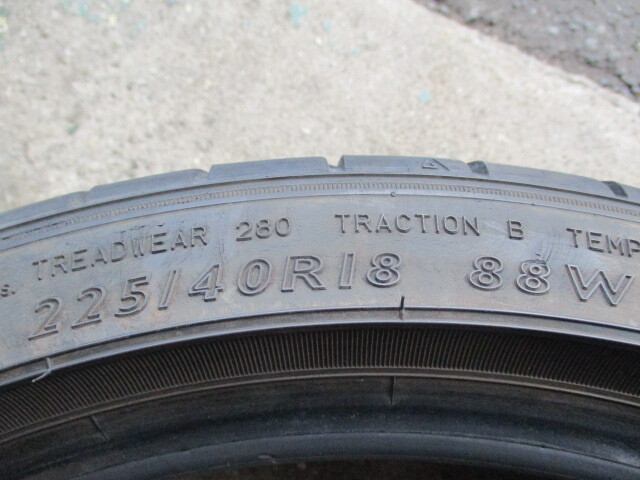 TREADWEAR 280 TRACTION B TEMP
s. 225/40R18 88W